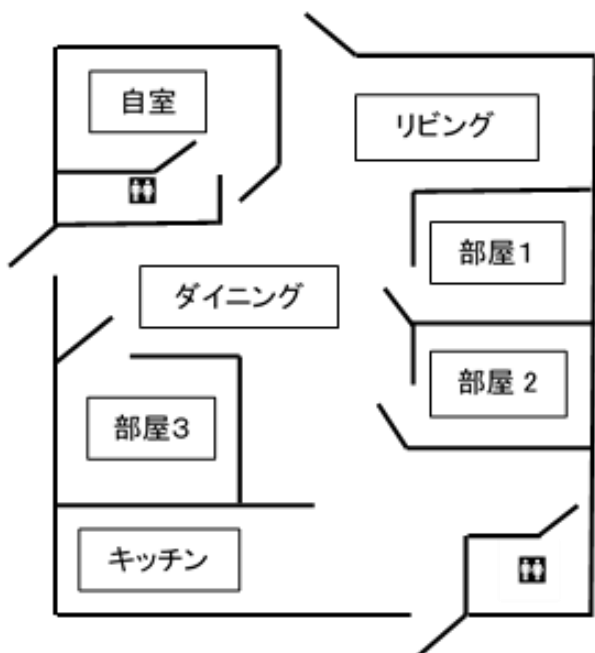 自室
リビング
部屋１
ダイニング
部屋 2
部屋３
キッチン